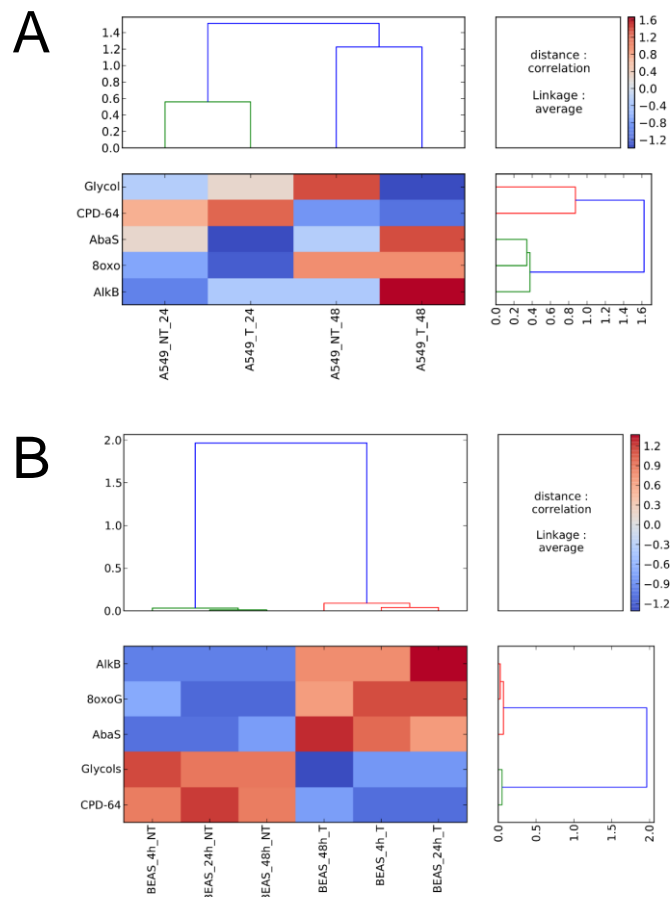 A
1.4
1.2
1.0
0.8
0.6
0.4
0.2
0.0
distance :
correlation
Linkage :
average
1.6
1.2
0.8
0.4
0.0
−0.4
−0.8
−1.2
Glycol
CPD-64
AbaS
8oxo
AlkB
A549_NT_24
A549_T_24
A549_NT_48
A549_T_48
0.0
0.2
0.4
0.6
0.8
1.0
1.2
1.4
1.6
B
2.0
1.5
1.0
0.5
0.0
distance :
correlation
Linkage :
average
1.2
0.9
0.6
0.3
0.0
−0.3
−0.6
−0.9
−1.2
AlkB
8oxoG
AbaS
Glycols
CPD-64
BEAS_4h_NT
BEAS_24h_NT
BEAS_48h_NT
BEAS_48h_T
BEAS_4h_T
BEAS_24h_T
0.0
0.5
1.0
1.5
2.0